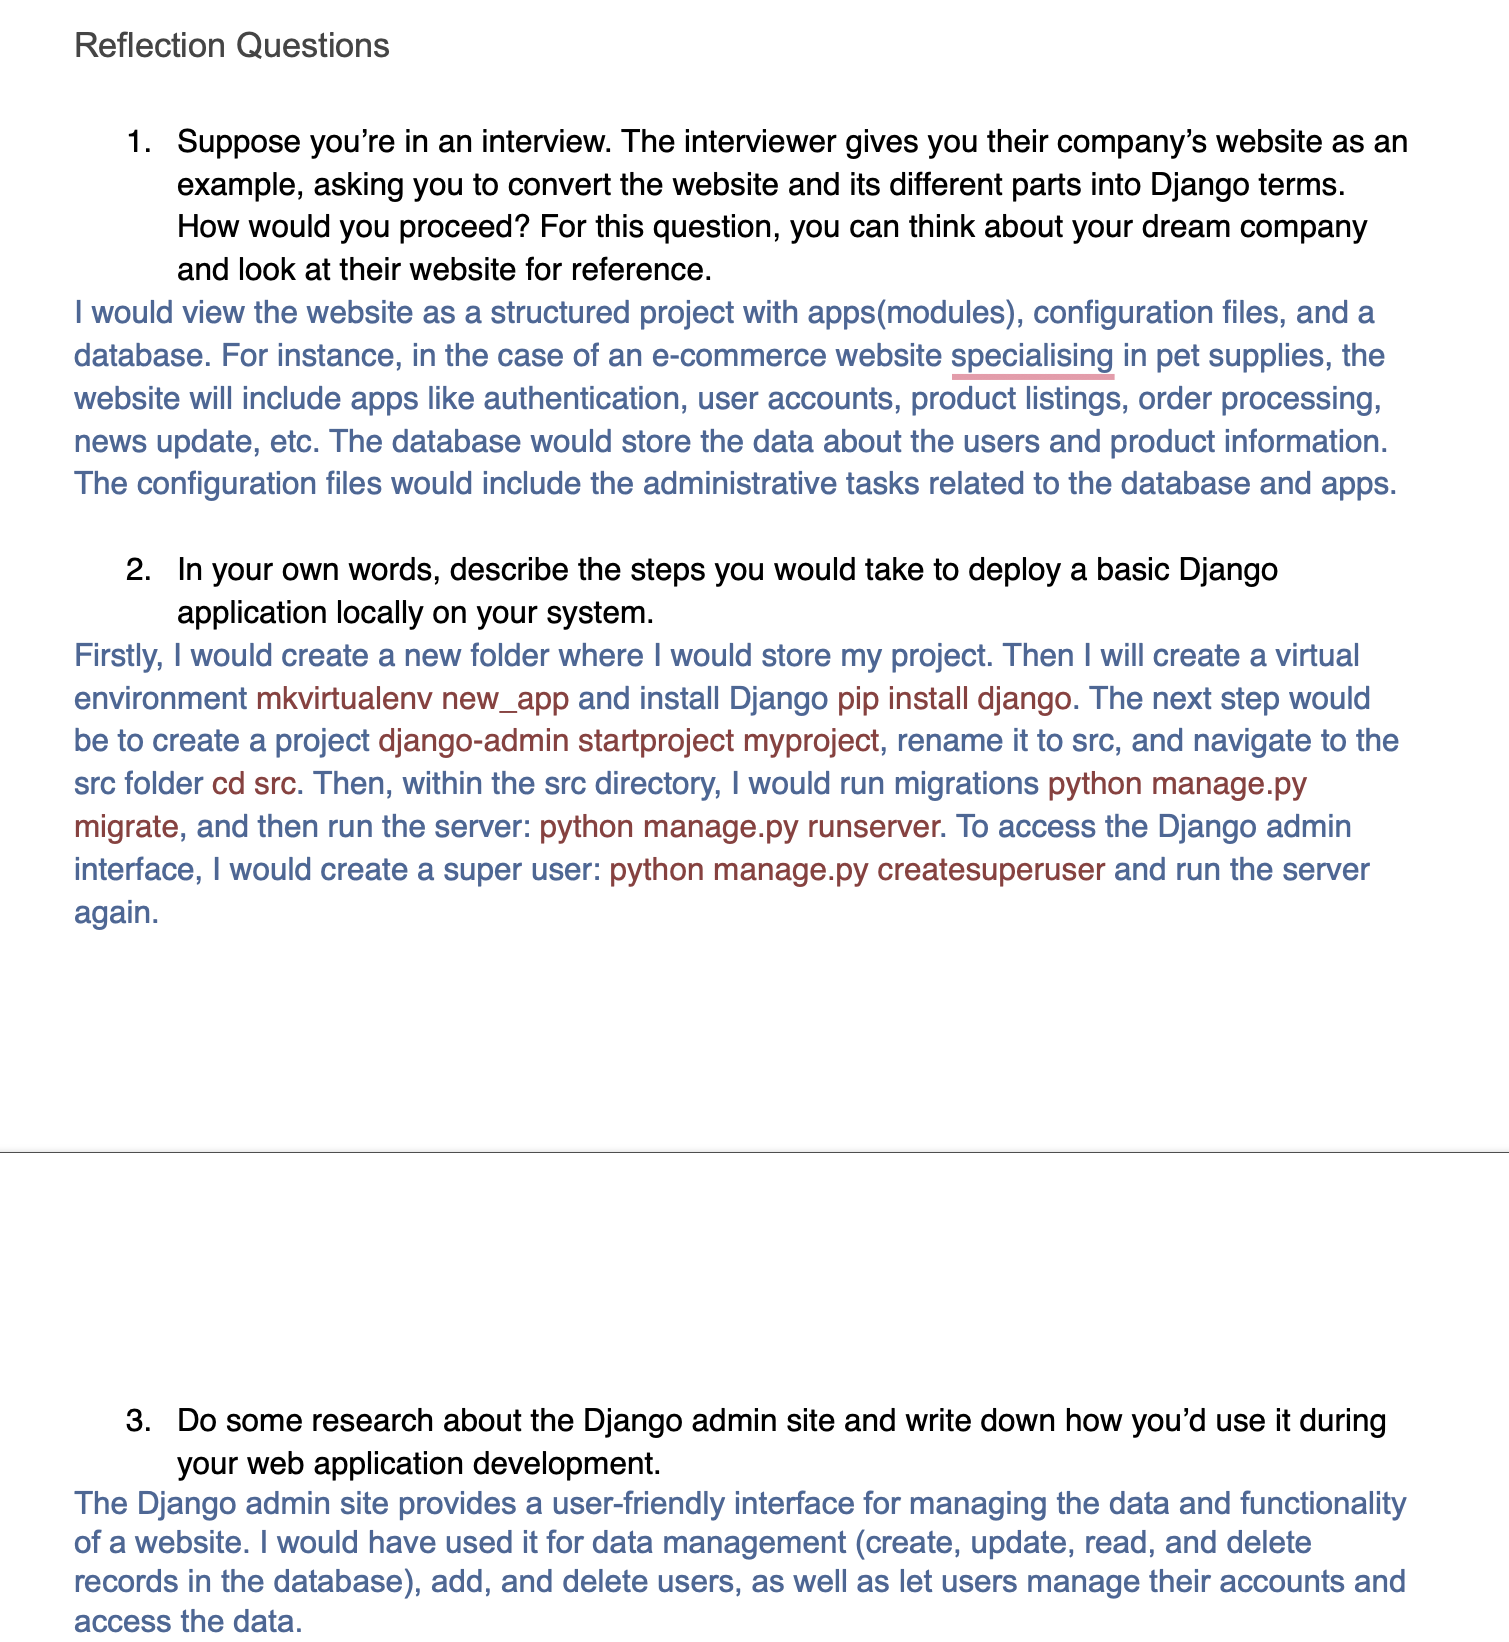 Reflection Questions
1. Suppose you’re in an interview. The interviewer gives you their company’s website as an
example, asking you to convert the website and its different parts into Django terms.
How would you proceed? For this question, you can think about your dream company
and look at their website for reference.
I would view the website as a structured project with apps(modules), configuration files, and a
database. For instance, in the case of an e-commerce website specialising in pet supplies, the
website will include apps like authentication, user accounts, product listings, order processing,
news update, etc. The database would store the data about the users and product information.
The configuration files would include the administrative tasks related to the database and apps.
2. In your own words, describe the steps you would take to deploy a basic Django
application locally on your system.
Firstly, I would create a new folder where I would store my project. Then I will create a virtual
environment mkvirtualenv new_app and install Django pip install django. The next step would
be to create a project django-admin startproject myproject, rename it to src, and navigate to the
src folder cd src. Then, within the src directory, I would run migrations python manage.py
migrate, and then run the server: python manage.py runserver. To access the Django admin
interface, I would create a super user: python manage.py createsuperuser and run the server
again.
3. Do some research about the Django admin site and write down how you’d use it during
your web application development.
The Django admin site provides a user-friendly interface for managing the data and functionality
of a website. I would have used it for data management (create, update, read, and delete
records in the database), add, and delete users, as well as let users manage their accounts and
access the data.